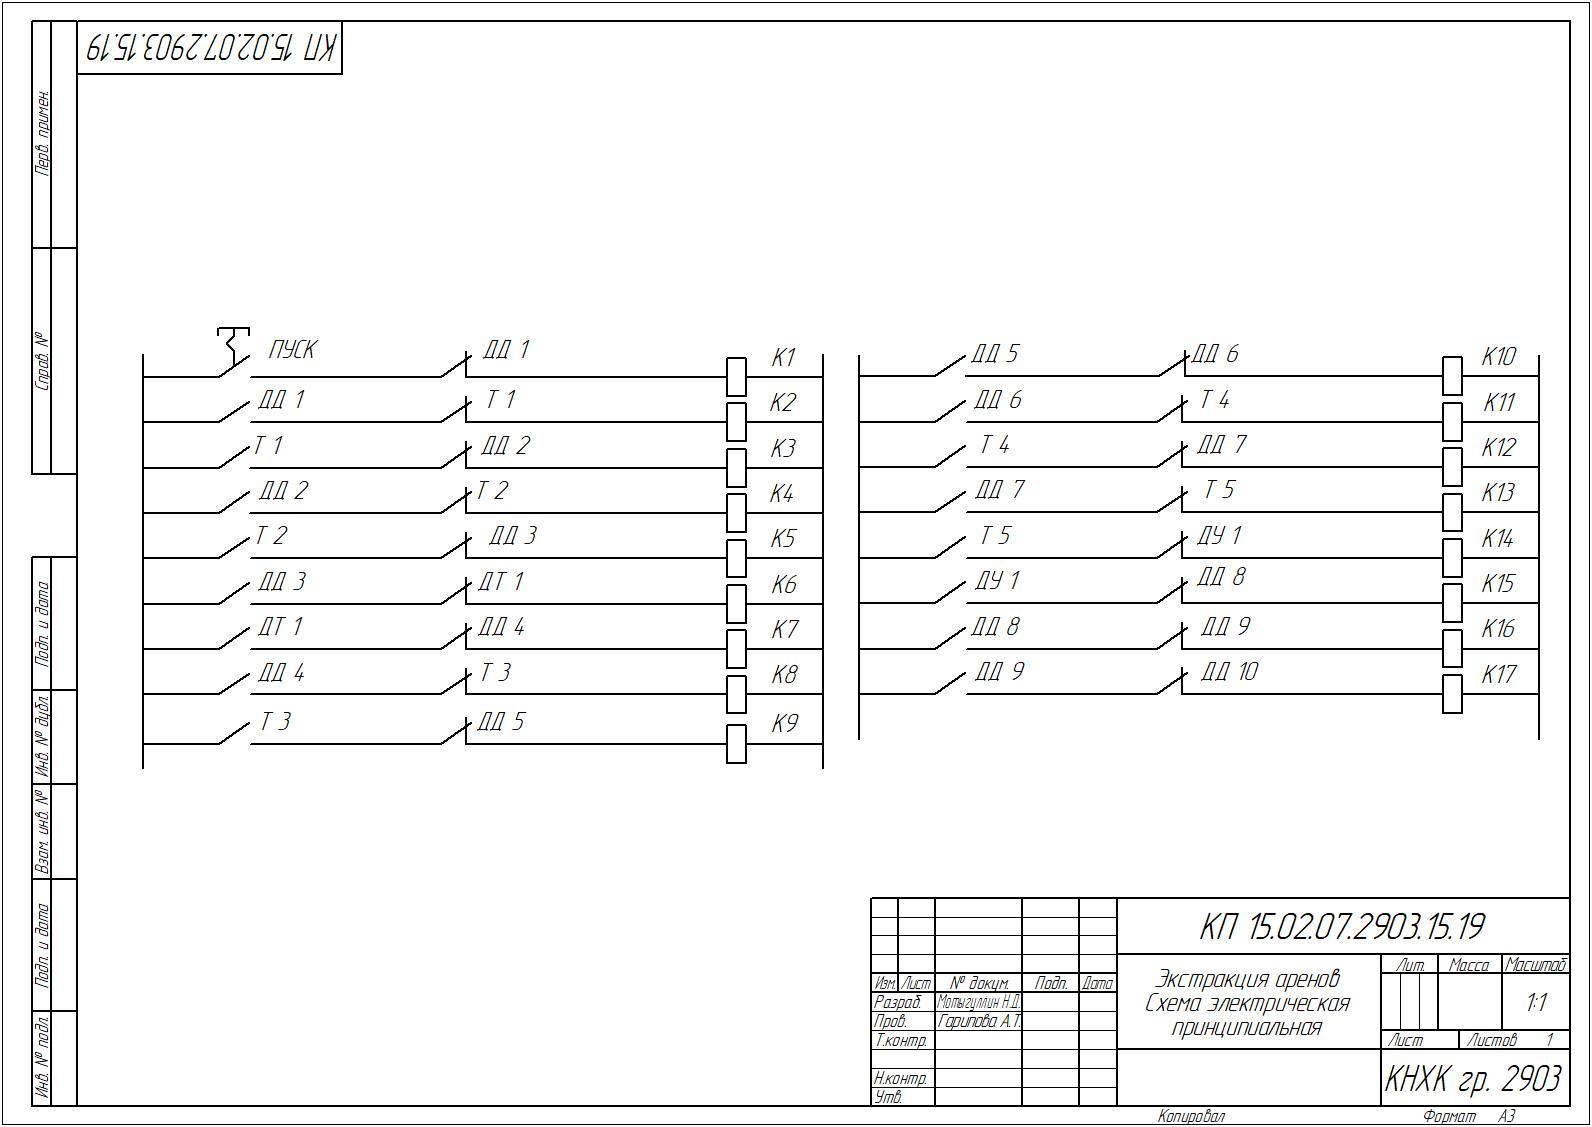 КП 15.02.07.2903.15.19
Перв. примен.
Справ. №
Подп. и дата
Инв. № дубл.
Взам. инв. №
Подп. и дата
Инв. № подл.
ПУСК ДД 1 К1
ДД 1 Т 1 К2
Т 1 ДД 2 К3
ДД 2 Т 2 К4
Т 2 ДД 3 К5
ДД 3 ДТ 1 К6
ДТ 1 ДД 4 К7
ДД 4 Т 3 К8
Т 3 ДД 5 К9
ДД 5 ДД 6 К10
ДД 6 Т 4 К11
Т 4 ДД 7 К12
ДД 7 Т 5 К13
Т 5 ДУ 1 К14
ДУ 1 ДД 8 К15
ДД 8 ДД 9 К16
ДД 9 ДД 10 К17
КП 15.02.07.2903.15.19
Изм. Лист № докум. Подп. Дата
Разраб. Мотыгуллин Н.Д.
Пров. Гарипова А.Т.
Т.контр.
Н.контр.
Утв.
Экстракция аренов
Схема электрическая
принципиальная
Лит. Масса Масштаб
1:1
Лист Листов 1
КНХК гр. 2903
Копировал Формат А3